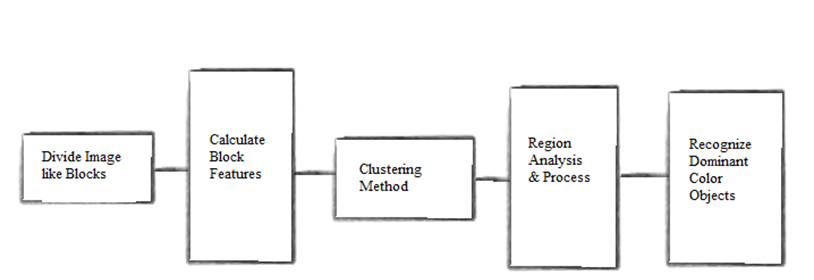 Divide Image
like Blocks
Calculate
Block
Features
Clustering
Method
Region
Analysis
& Process
Recognize
Dominant
Color
Objects